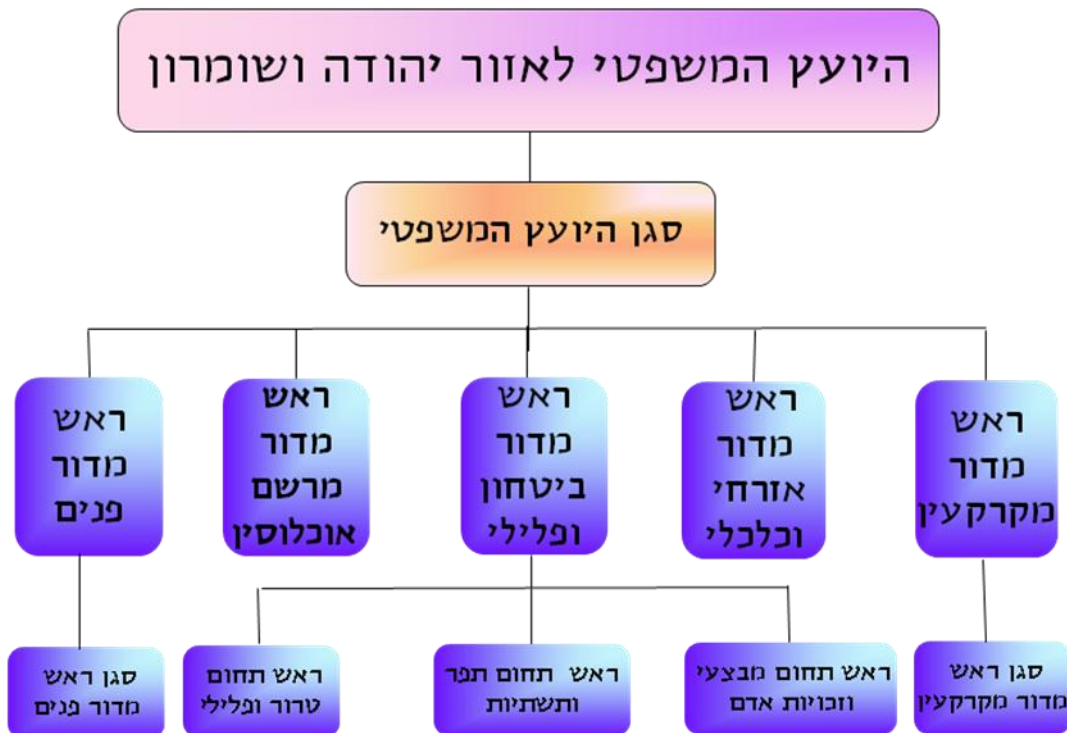 היועץ המשפטי לאזור יהודה ושומרון
סגן היועץ המשפטי
ראש
מדור
מקרקעין
ראש
מדור
אזרחי
וכלכלי
ראש
מדור
ביטחון
ופלילי
ראש
מדור
מרשם
אוכלוסין
ראש
מדור
פנים
סגן ראש
מדור מקרקעין
ראש תחום מבצעי
וזכויות אדם
ראש תחום תפר
ותשתיות
ראש תחום
טרור ופלילי
סגן ראש
מדור פנים